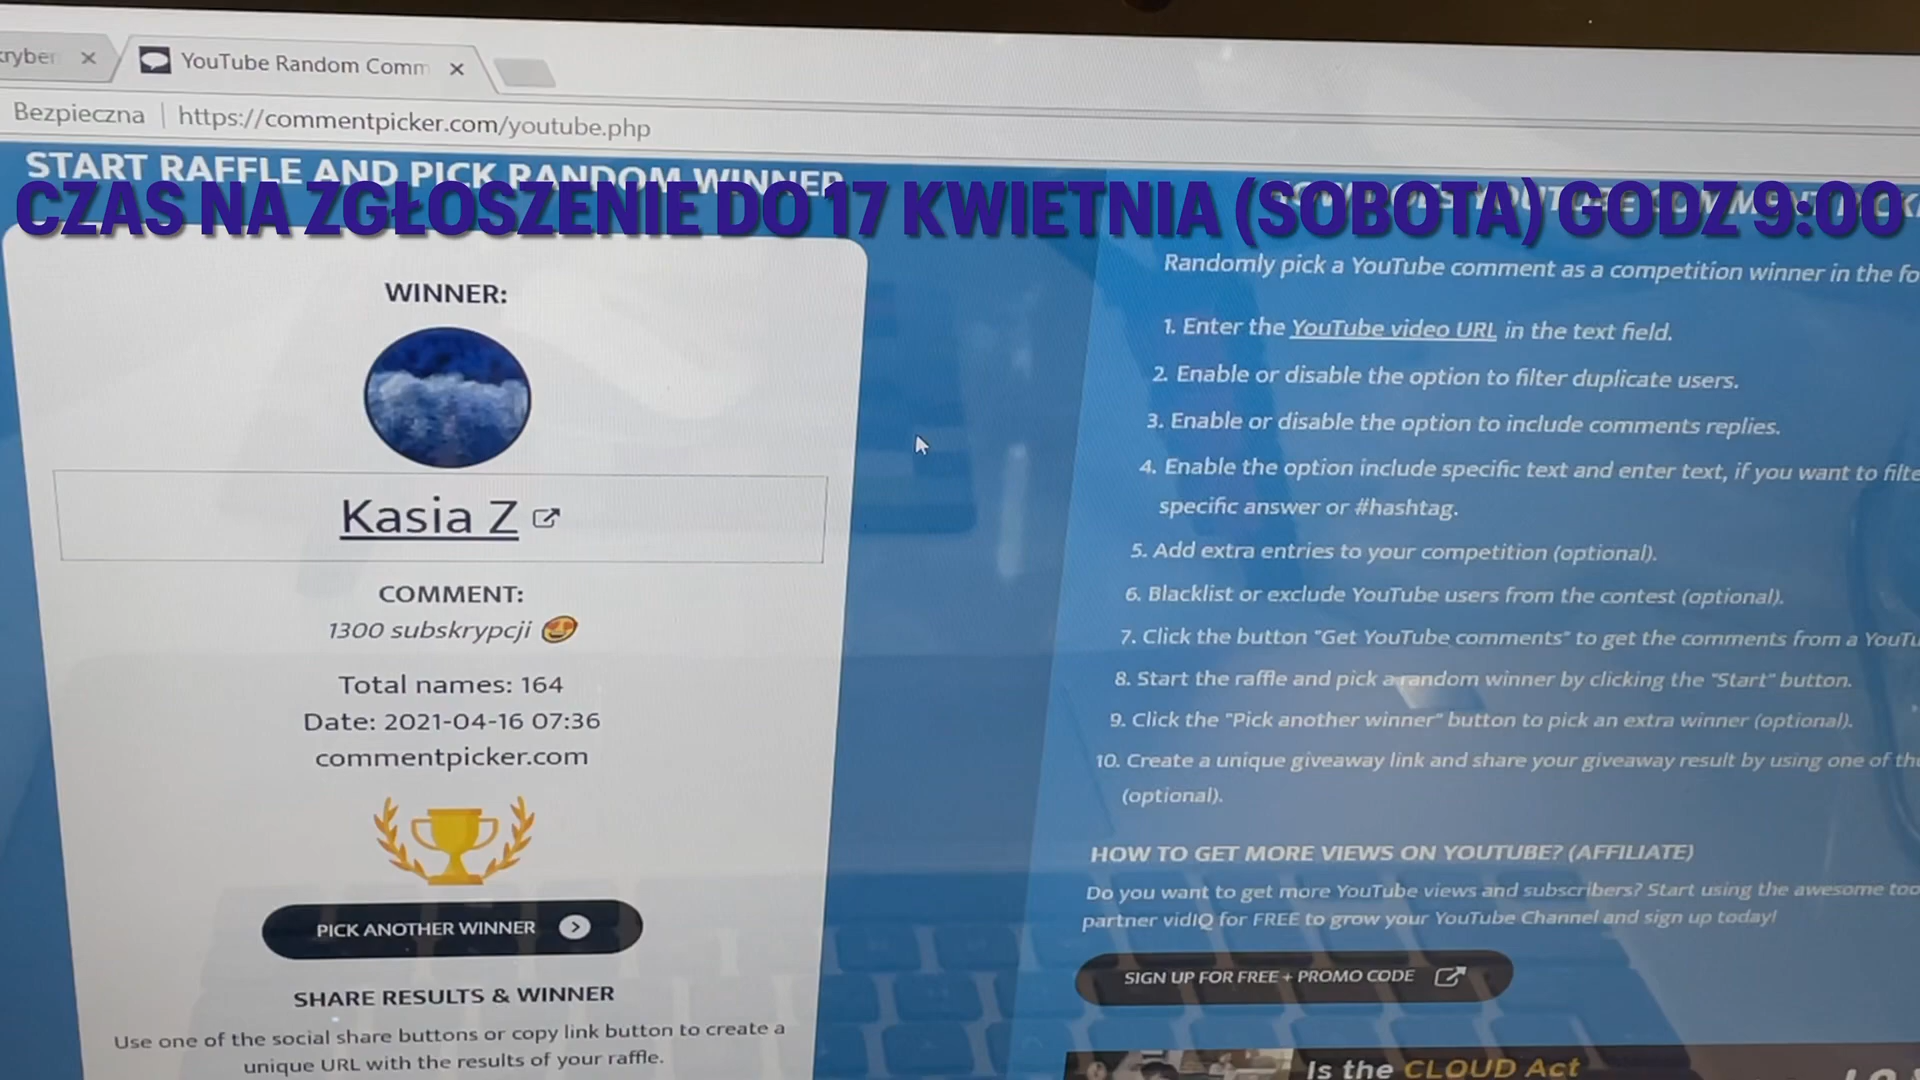 YouTube Random Comm
Bezpieczna
https://commentpicker.com/youtube.php
START RAFFLE AND PICK RANDOM WINNER
CZAS NA ZGŁOSZENIE DO 17 KWIETNIA (SOBOTA) GODZ 9:00
WINNER:
Kasia Z
COMMENT:
1300 subskrypcji 😍
Total names: 164
Date: 2021-04-16 07:36
commentpicker.com
PICK ANOTHER WINNER
SHARE RESULTS & WINNER
Use one of the social share buttons or copy link button to create a
unique URL with the results of your raffle.
Randomly pick a YouTube comment as a competition winner in the fo
1. Enter the YouTube video URL in the text field.
2. Enable or disable the option to filter duplicate users.
3. Enable or disable the option to include comments replies.
4. Enable the option include specific text and enter text, if you want to filte
specific answer or #hashtag.
5. Add extra entries to your competition (optional).
6. Blacklist or exclude YouTube users from the contest (optional).
7. Click the button "Get YouTube comments" to get the comments from a YouTu
8. Start the raffle and pick a random winner by clicking the "Start" button.
9. Click the "Pick another winner" button to pick an extra winner (optional).
10. Create a unique giveaway link and share your giveaway result by using one of the
(optional).
HOW TO GET MORE VIEWS ON YOUTUBE? (AFFILIATE)
Do you want to get more YouTube views and subscribers? Start using the awesome too
partner vidIQ for FREE to grow your YouTube Channel and sign up today!
SIGN UP FOR FREE + PROMO CODE
Is the CLOUD Act